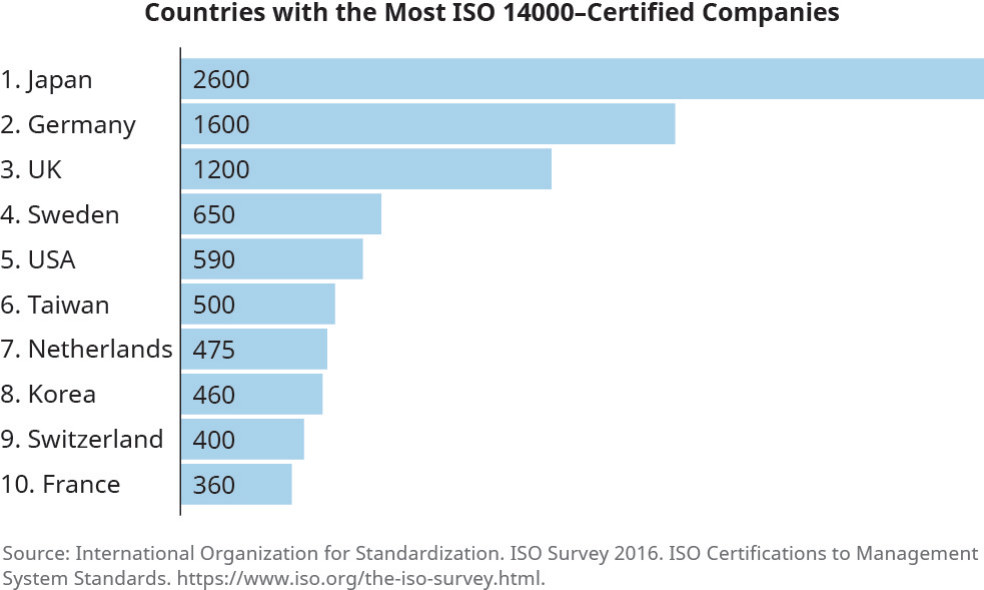 Countries with the Most ISO 14000–Certified Companies
1. Japan 2600
2. Germany 1600
3. UK 1200
4. Sweden 650
5. USA 590
6. Taiwan 500
7. Netherlands 475
8. Korea 460
9. Switzerland 400
10. France 360
Source: International Organization for Standardization. ISO Survey 2016. ISO Certifications to Management
System Standards. https://www.iso.org/the-iso-survey.html.